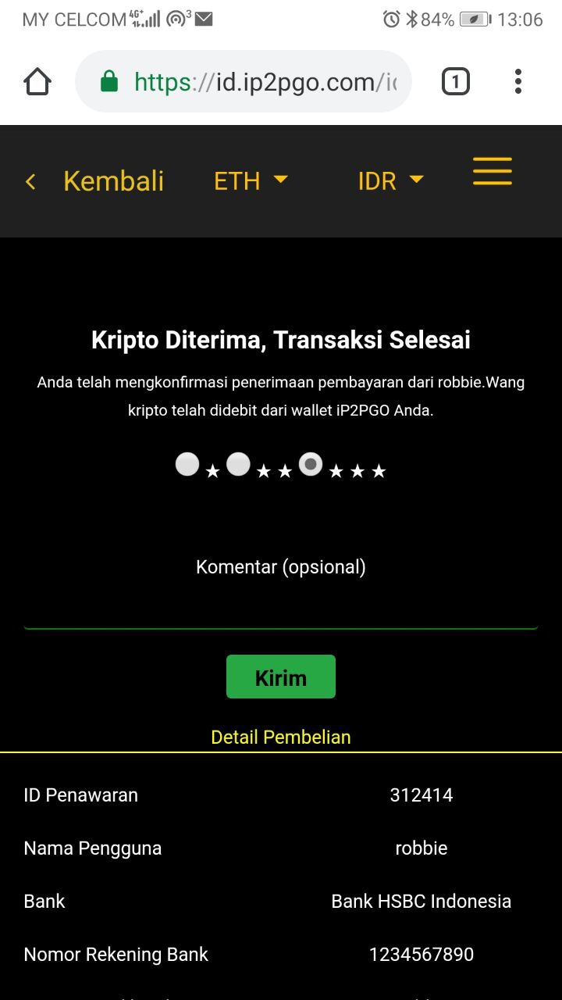 MY CELCOM 4G+ 3 84% 13:06
https://id.ip2pgo.com/i
1
Kembali ETH IDR
Kripto Diterima, Transaksi Selesai
Anda telah mengkonfirmasi penerimaan pembayaran dari robbie.Wang
kripto telah didebit dari wallet iP2PGO Anda.
Komentar (opsional)
Kirim
Detail Pembelian
ID Penawaran 312414
Nama Pengguna robbie
Bank Bank HSBC Indonesia
Nomor Rekening Bank 1234567890